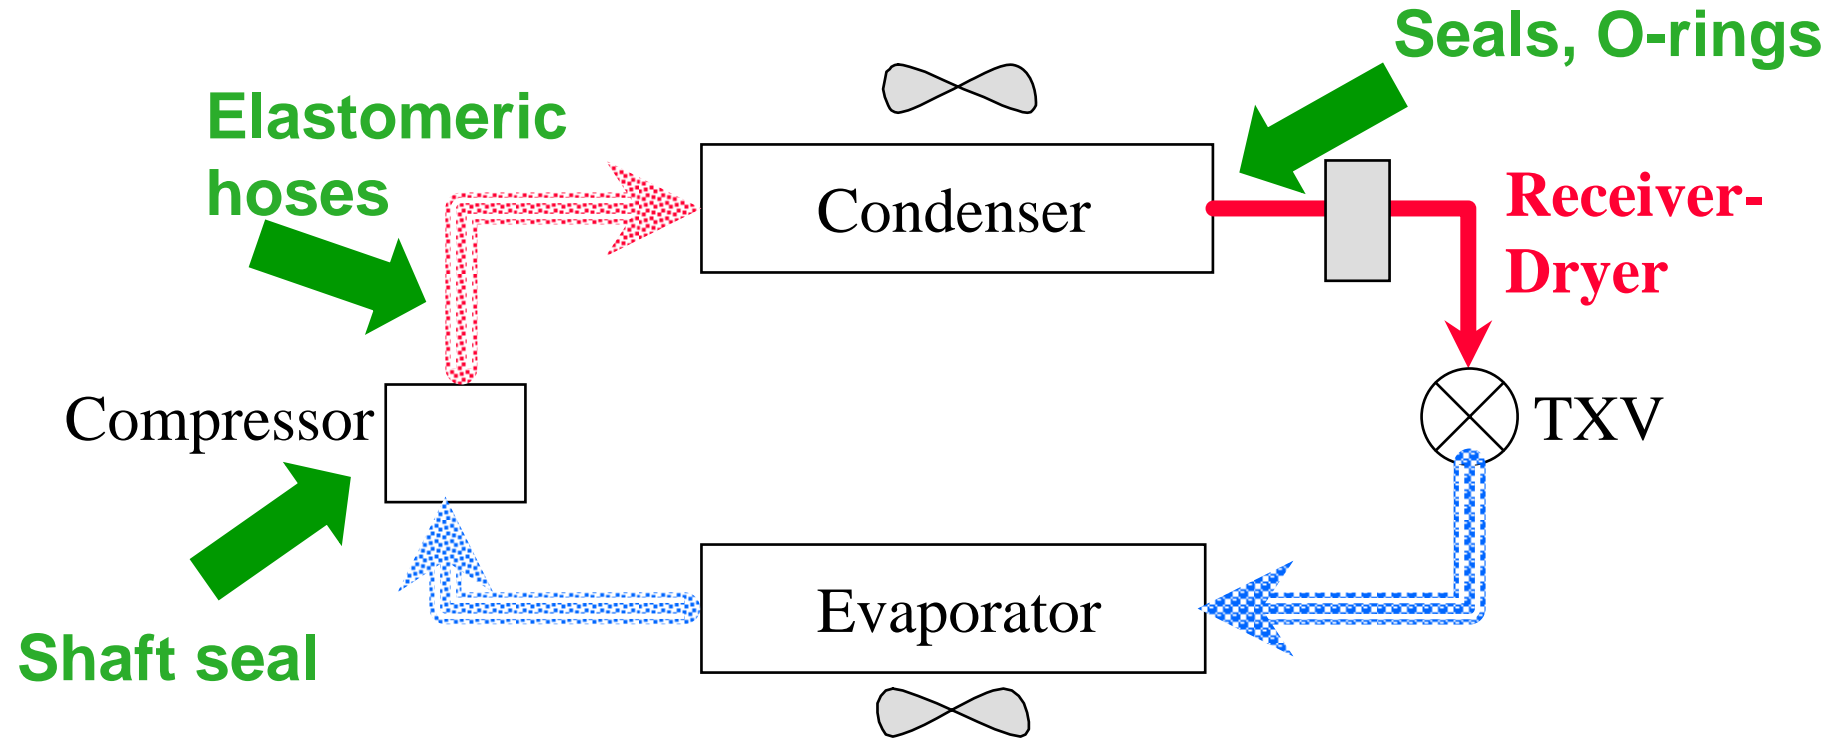 Seals, O-rings
Elastomeric
hoses
Condenser
Receiver-
Dryer
Compressor
TXV
Evaporator
Shaft seal